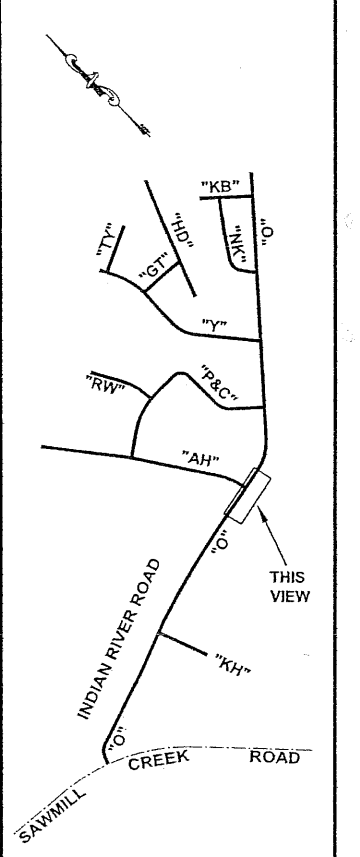 "KB"
"O"
"HD"
"TY"
"NK"
"GT"
"Y"
"P&C"
"RW"
"AH"
"O"
THIS
VIEW
INDIAN RIVER ROAD
"KH"
"O"
SAWMILL CREEK ROAD